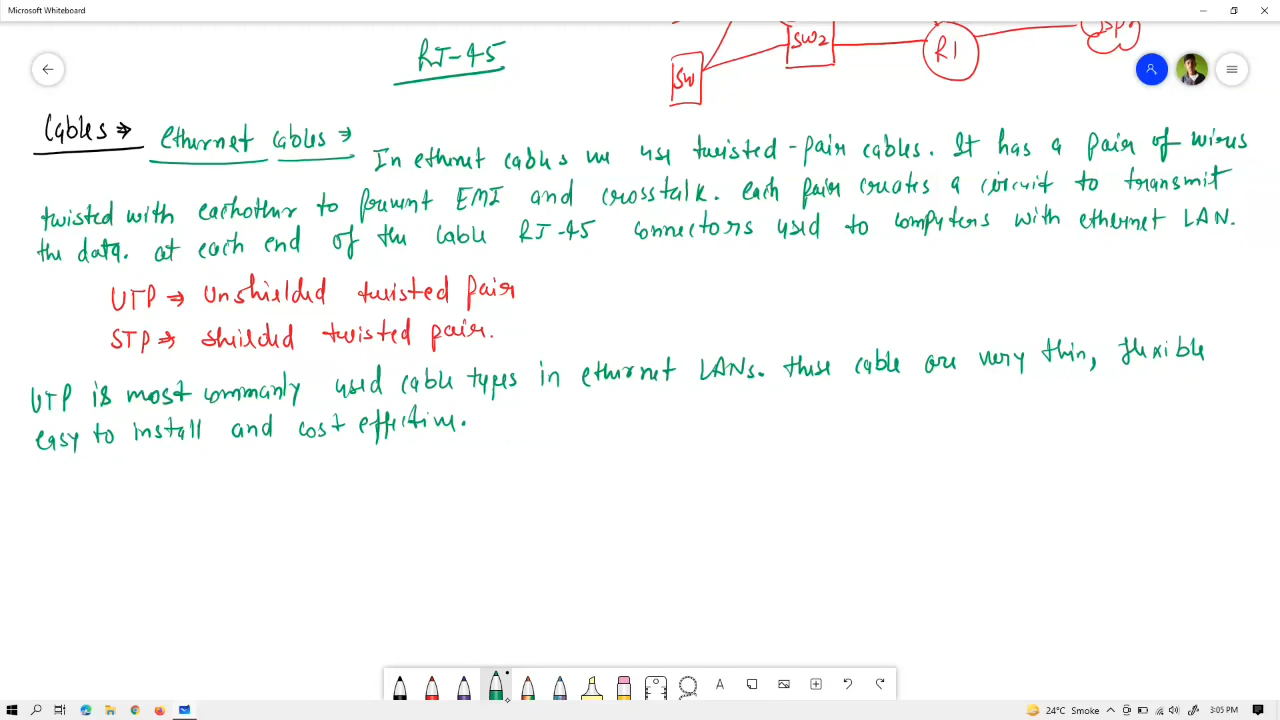 Microsoft Whiteboard
RJ-45
SW2
R1
SW
Cables ⇒ ethernet cables ⇒ In ethernet cables we use twisted-pair cables. It has a pair of wires
twisted with eachother to prevent EMI and crosstalk. each pair creates a circuit to transmit
the data. at each end of the cable RJ-45 connectors used to computers with ethernet LAN.
UTP ⇒ Unshielded twisted pair
STP ⇒ shielded twisted pair.
UTP is most commonly used cable types in ethernet LANs. these cable are very thin, flexible
easy to install and cost effective.
A
24°C Smoke
3:05 PM